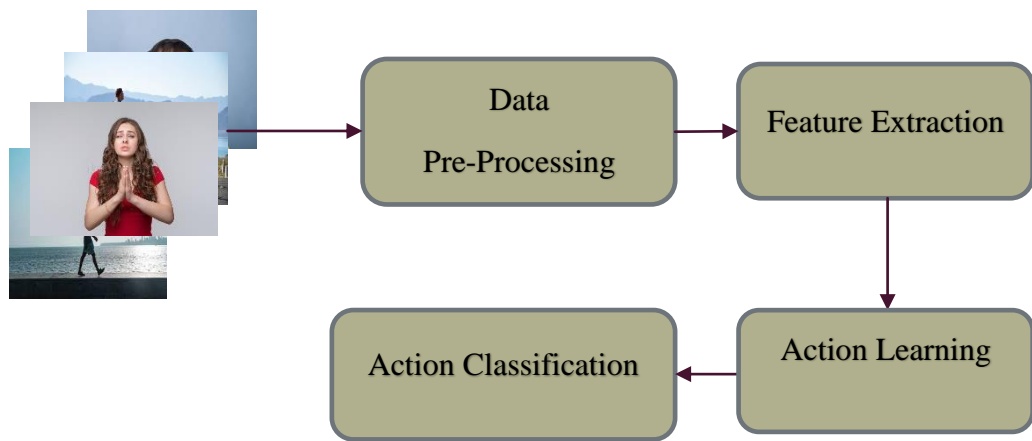 Data
Pre-Processing
Feature Extraction
Action Learning
Action Classification